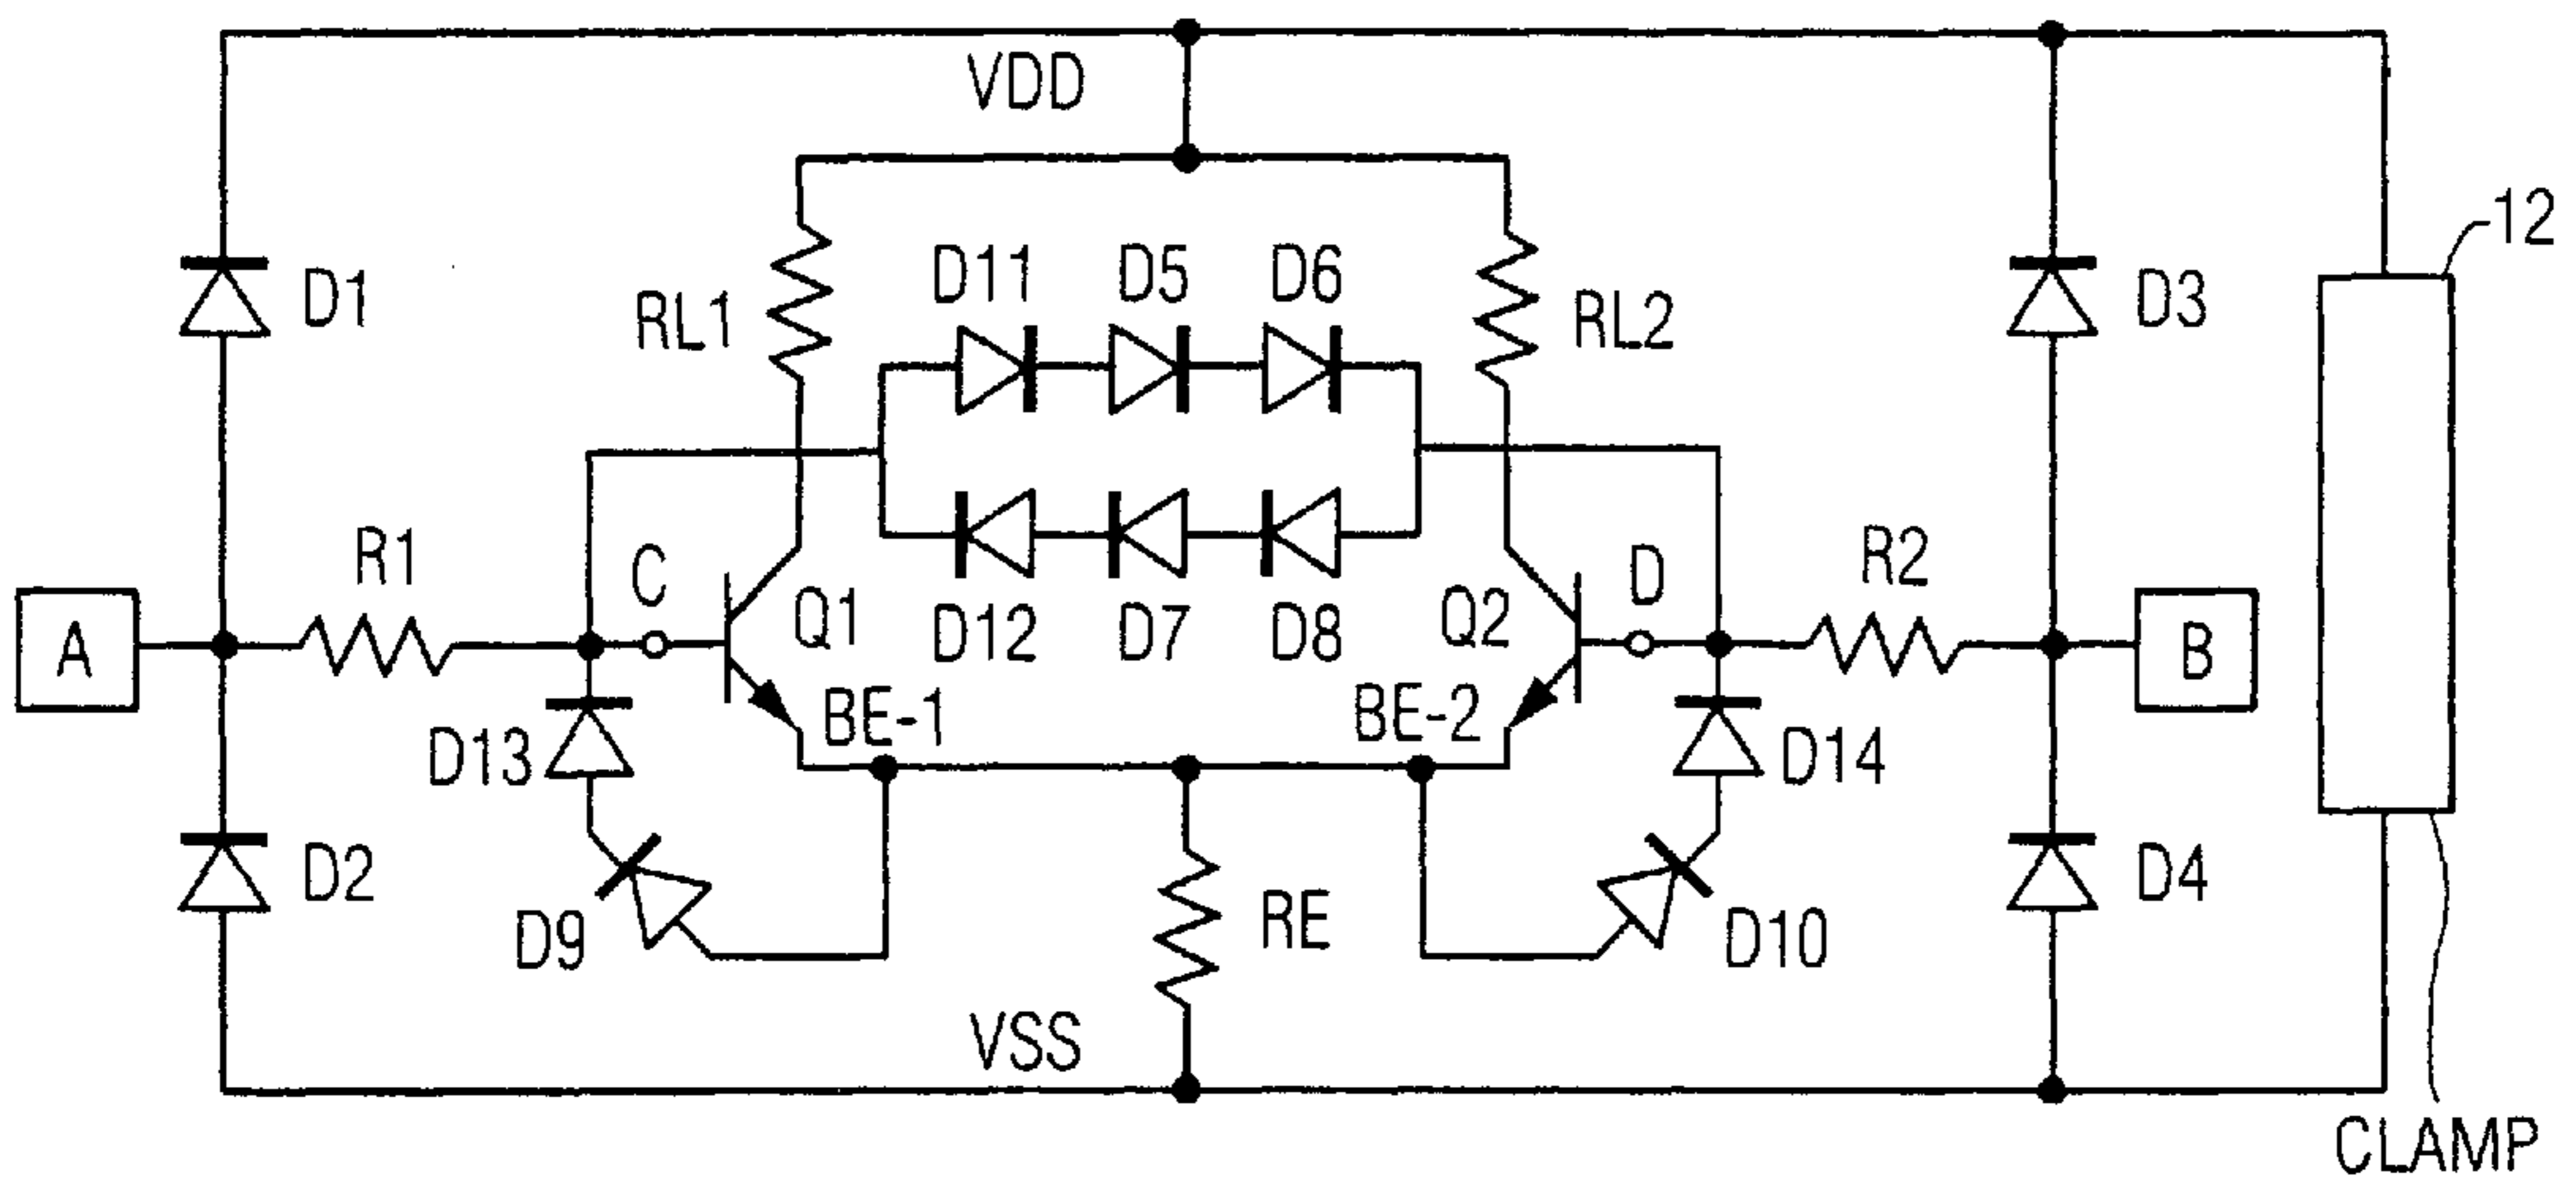 VDD
12
D1
RL1
D11
D5
D6
RL2
D3
A
R1
C
Q1
D12
D7
D8
Q2
D
R2
B
BE-1
BE-2
D13
D14
D2
D9
RE
D10
D4
VSS
CLAMP